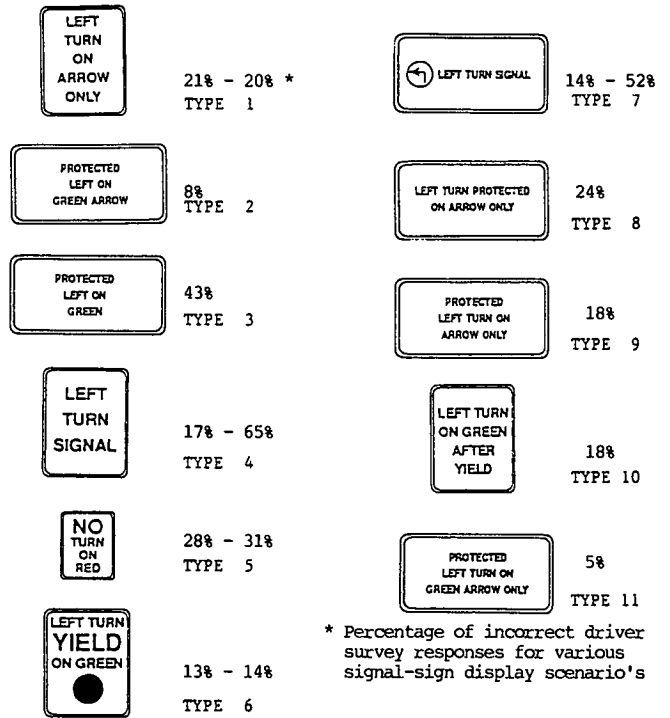 LEFT
TURN
ON
ARROW
ONLY
21% - 20% *
TYPE 1
PROTECTED
LEFT ON
GREEN ARROW
8%
TYPE 2
PROTECTED
LEFT ON
GREEN
43%
TYPE 3
LEFT
TURN
SIGNAL
17% - 65%
TYPE 4
NO
TURN
ON
RED
28% - 31%
TYPE 5
LEFT TURN
YIELD
ON GREEN
13% - 14%
TYPE 6
LEFT TURN SIGNAL
14% - 52%
TYPE 7
LEFT TURN PROTECTED
ON ARROW ONLY
24%
TYPE 8
PROTECTED
LEFT TURN ON
ARROW ONLY
18%
TYPE 9
LEFT TURN
ON GREEN
AFTER
YIELD
18%
TYPE 10
PROTECTED
LEFT TURN ON
GREEN ARROW ONLY
5%
TYPE 11
* Percentage of incorrect driver
survey responses for various
signal-sign display scenario's